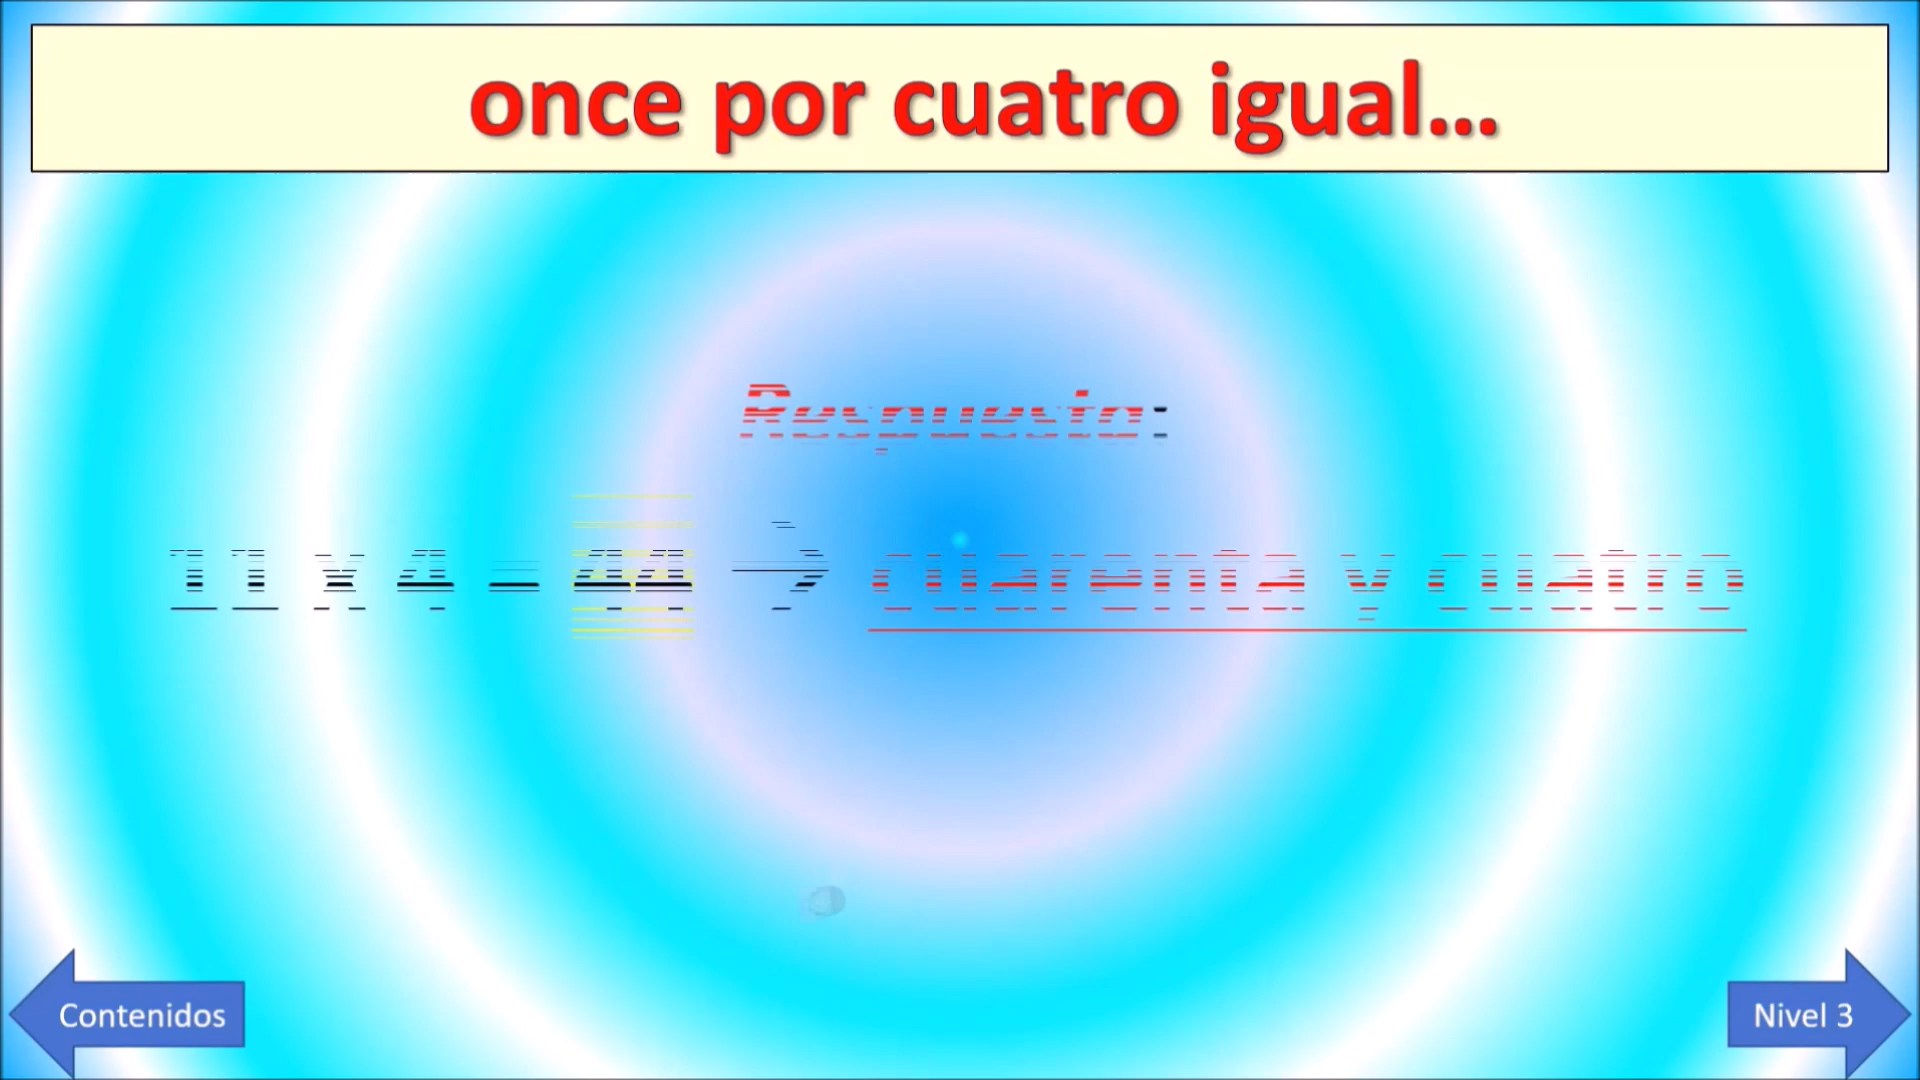 once por cuatro igual...
Respuesta:
11 x 4 = 44 → cuarenta y cuatro
Contenidos
Nivel 3